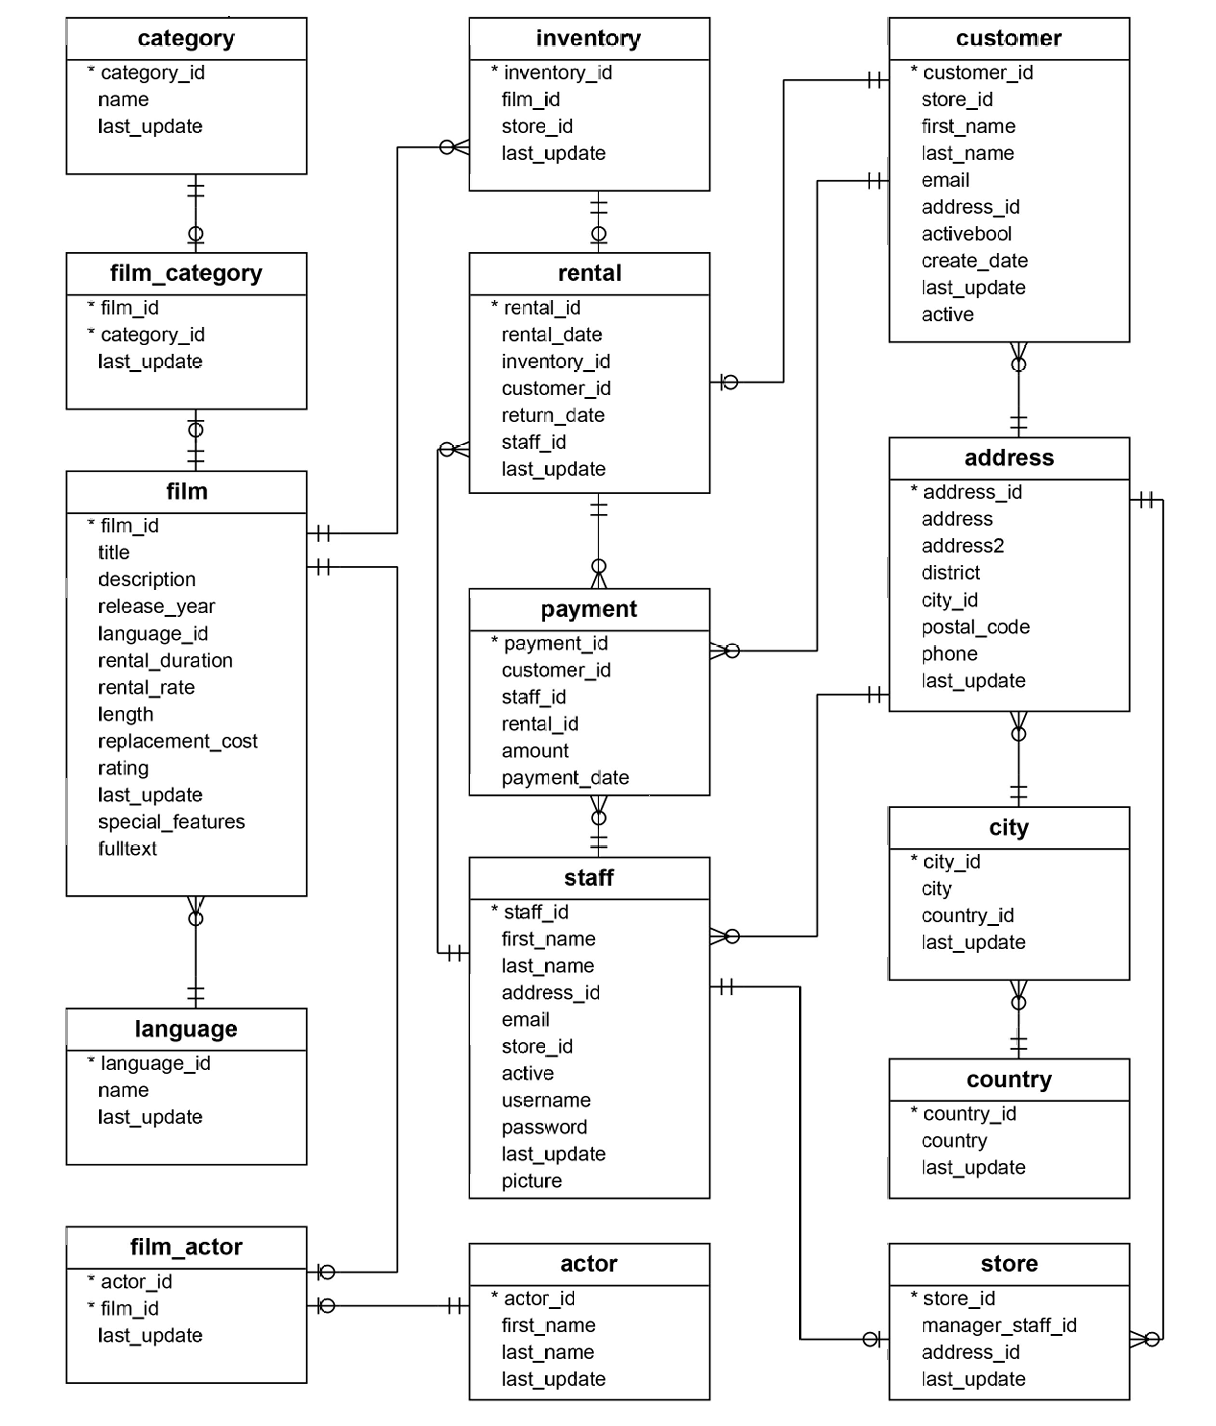 category
* category_id
name
last_update
film_category
* film_id
* category_id
last_update
film
* film_id
title
description
release_year
language_id
rental_duration
rental_rate
length
replacement_cost
rating
last_update
special_features
fulltext
language
* language_id
name
last_update
film_actor
* actor_id
* film_id
last_update
inventory
* inventory_id
film_id
store_id
last_update
rental
* rental_id
rental_date
inventory_id
customer_id
return_date
staff_id
last_update
payment
* payment_id
customer_id
staff_id
rental_id
amount
payment_date
staff
* staff_id
first_name
last_name
address_id
email
store_id
active
username
password
last_update
picture
actor
* actor_id
first_name
last_name
last_update
customer
* customer_id
store_id
first_name
last_name
email
address_id
activebool
create_date
last_update
active
address
* address_id
address
address2
district
city_id
postal_code
phone
last_update
city
* city_id
city
country_id
last_update
country
* country_id
country
last_update
store
* store_id
manager_staff_id
address_id
last_update